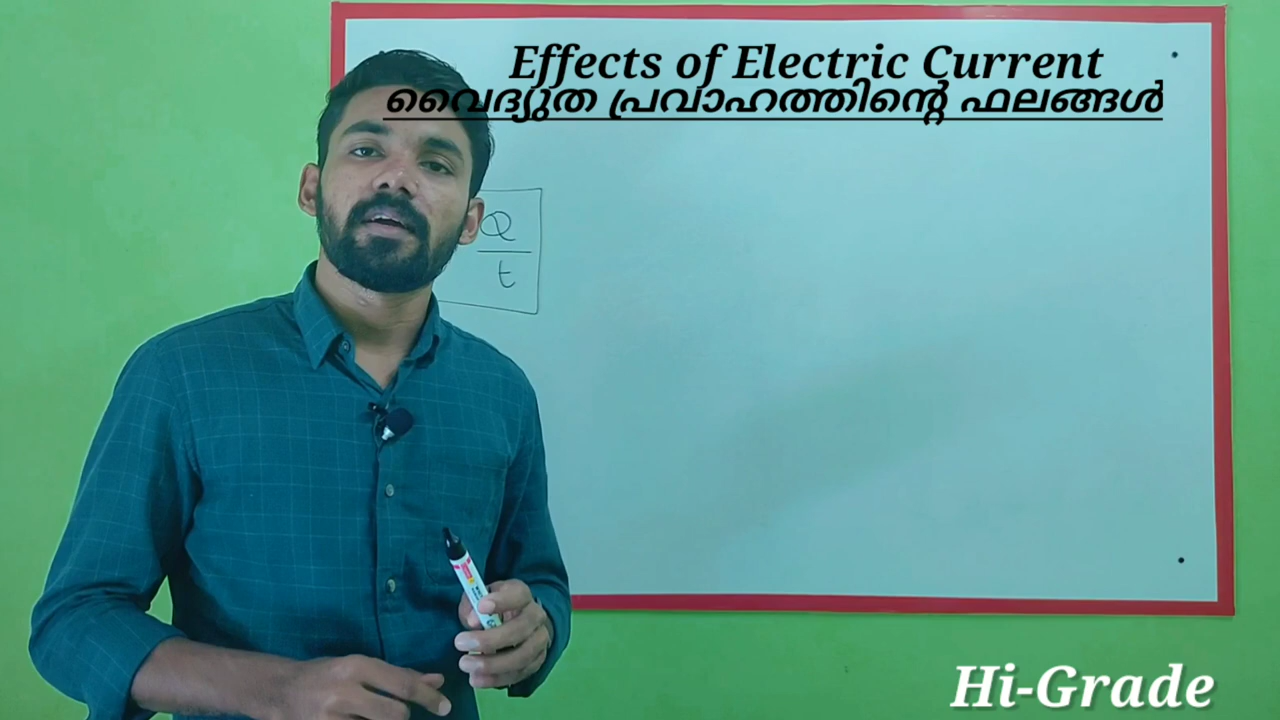 Effects of Electric Current
വൈദ്യുത പ്രവാഹത്തിന്റെ ഫലങ്ങൾ
Q
t
Hi-Grade